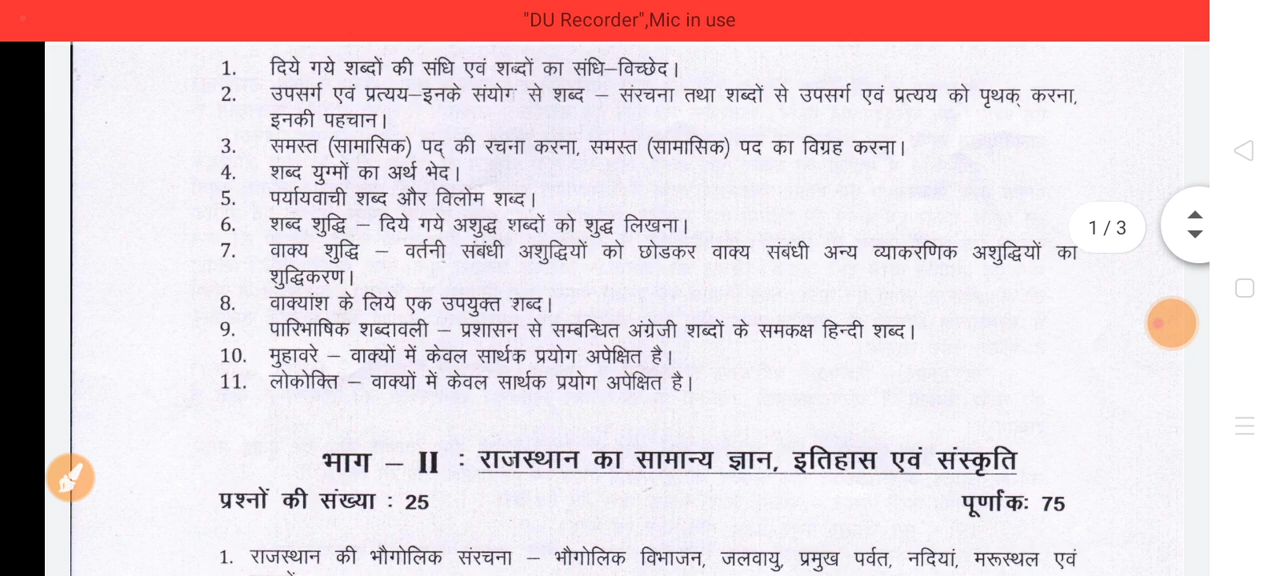 "DU Recorder",Mic in use
1. दिये गये शब्दों की संधि एवं शब्दों का संधि–विच्छेद।
2. उपसर्ग एवं प्रत्यय–इनके संयोग से शब्द – संरचना तथा शब्दों से उपसर्ग एवं प्रत्यय को पृथक् करना,
इनकी पहचान।
3. समस्त (सामासिक) पद् की रचना करना, समस्त (सामासिक) पद का विग्रह करना।
4. शब्द युग्मों का अर्थ भेद।
5. पर्यायवाची शब्द और विलोम शब्द।
6. शब्द शुद्धि – दिये गये अशुद्ध शब्दों को शुद्ध लिखना।
1 / 3
7. वाक्य शुद्धि – वर्तनी संबंधी अशुद्धियों को छोडकर वाक्य संबंधी अन्य व्याकरणिक अशुद्धियों का
शुद्धिकरण।
8. वाक्यांश के लिये एक उपयुक्त शब्द।
9. पारिभाषिक शब्दावली – प्रशासन से सम्बन्धित अंग्रेजी शब्दों के समकक्ष हिन्दी शब्द।
10. मुहावरे – वाक्यों में केवल सार्थक प्रयोग अपेक्षित है।
11. लोकोक्ति – वाक्यों में केवल सार्थक प्रयोग अपेक्षित है।
भाग – II : राजस्थान का सामान्य ज्ञान, इतिहास एवं संस्कृति
प्रश्नों की संख्या : 25 पूर्णांक: 75
1. राजस्थान की भौगोलिक संरचना – भौगोलिक विभाजन, जलवायु, प्रमुख पर्वत, नदियां, मरूस्थल एवं